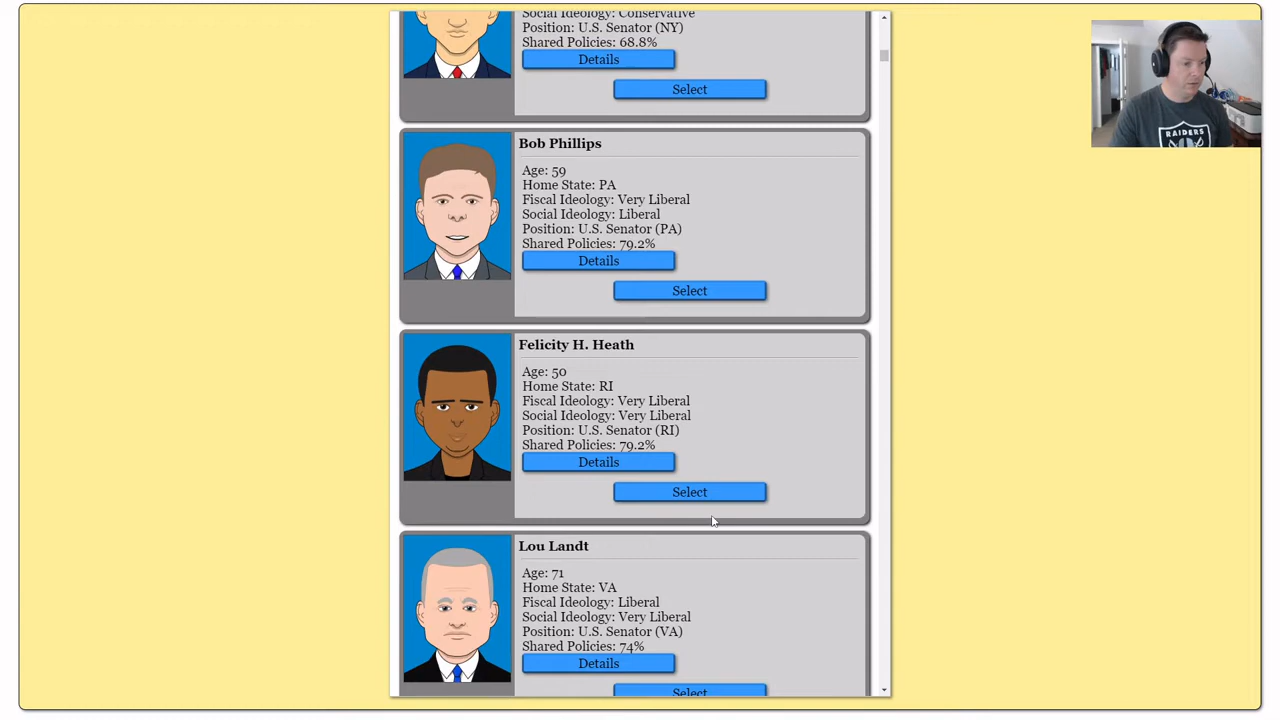 Social Ideology: Conservative
Position: U.S. Senator (NY)
Shared Policies: 68.8%
Details
Select
Bob Phillips
Age: 59
Home State: PA
Fiscal Ideology: Very Liberal
Social Ideology: Liberal
Position: U.S. Senator (PA)
Shared Policies: 79.2%
Details
Select
Felicity H. Heath
Age: 50
Home State: RI
Fiscal Ideology: Very Liberal
Social Ideology: Very Liberal
Position: U.S. Senator (RI)
Shared Policies: 79.2%
Details
Select
Lou Landt
Age: 71
Home State: VA
Fiscal Ideology: Liberal
Social Ideology: Very Liberal
Position: U.S. Senator (VA)
Shared Policies: 74%
Details
Select
RAIDERS